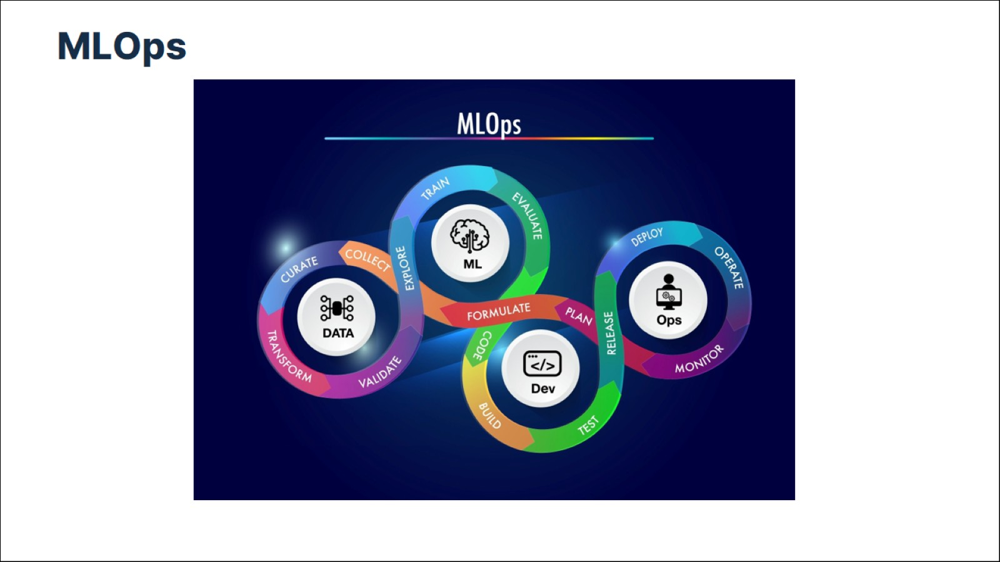 MLOps
MLOps
TRAIN
EVALUATE
ML
EXPLORE
COLLECT
CURATE
DATA
TRANSFORM
VALIDATE
FORMULATE
PLAN
CODE
Dev
BUILD
TEST
RELEASE
DEPLOY
OPERATE
Ops
MONITOR